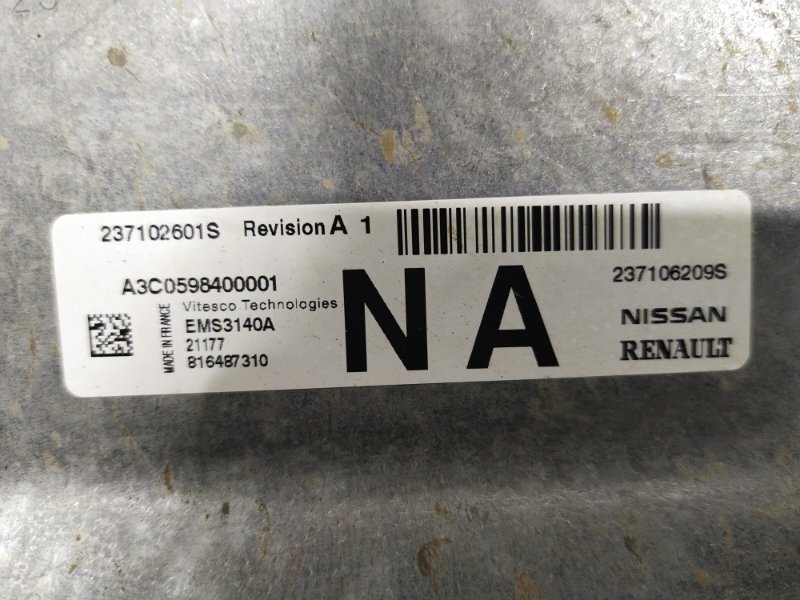 237102601S Revision A 1
A3C0598400001
MADE IN FRANCE
Vitesco Technologies
EMS3140A
21177
816487310
NA
237106209S
NISSAN
RENAULT